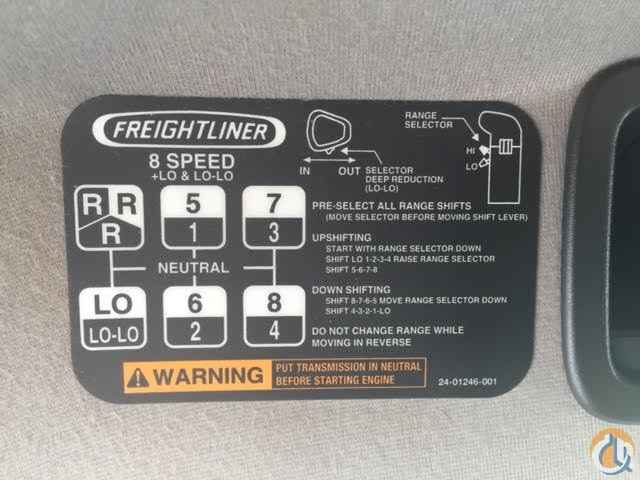 FREIGHTLINER
8 SPEED
+LO & LO-LO
IN OUT SELECTOR
DEEP REDUCTION
(LO-LO)
RANGE
SELECTOR
HI
LO
R R 5 7
R 1 3
NEUTRAL
LO 6 8
LO-LO 2 4
PRE-SELECT ALL RANGE SHIFTS
(MOVE SELECTOR BEFORE MOVING SHIFT LEVER)
UPSHIFTING
START WITH RANGE SELECTOR DOWN
SHIFT LO 1-2-3-4 RAISE RANGE SELECTOR
SHIFT 5-6-7-8
DOWN SHIFTING
SHIFT 8-7-6-5 MOVE RANGE SELECTOR DOWN
SHIFT 4-3-2-1-LO
DO NOT CHANGE RANGE WHILE
MOVING IN REVERSE
WARNING
PUT TRANSMISSION IN NEUTRAL
BEFORE STARTING ENGINE
24-01246-001